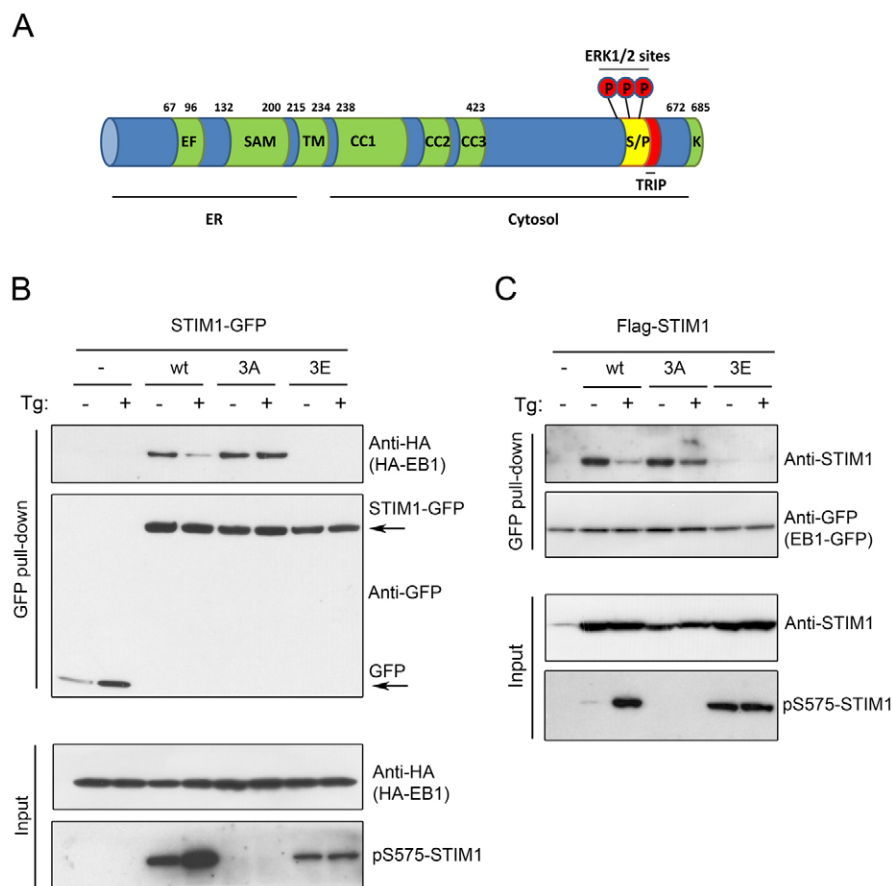 A
ERK1/2 sites
P P P
67 96 132 200 215 234 238 423 672 685
EF SAM TM CC1 CC2 CC3 S/P K
TRIP
ER Cytosol
B
STIM1-GFP
- wt 3A 3E
Tg: - + - + - + - +
GFP pull-down
Anti-HA
(HA-EB1)
STIM1-GFP
Anti-GFP
GFP
Input
Anti-HA
(HA-EB1)
pS575-STIM1
C
Flag-STIM1
- wt 3A 3E
Tg: - - + - + - +
GFP pull-down
Anti-STIM1
Anti-GFP
(EB1-GFP)
Input
Anti-STIM1
pS575-STIM1